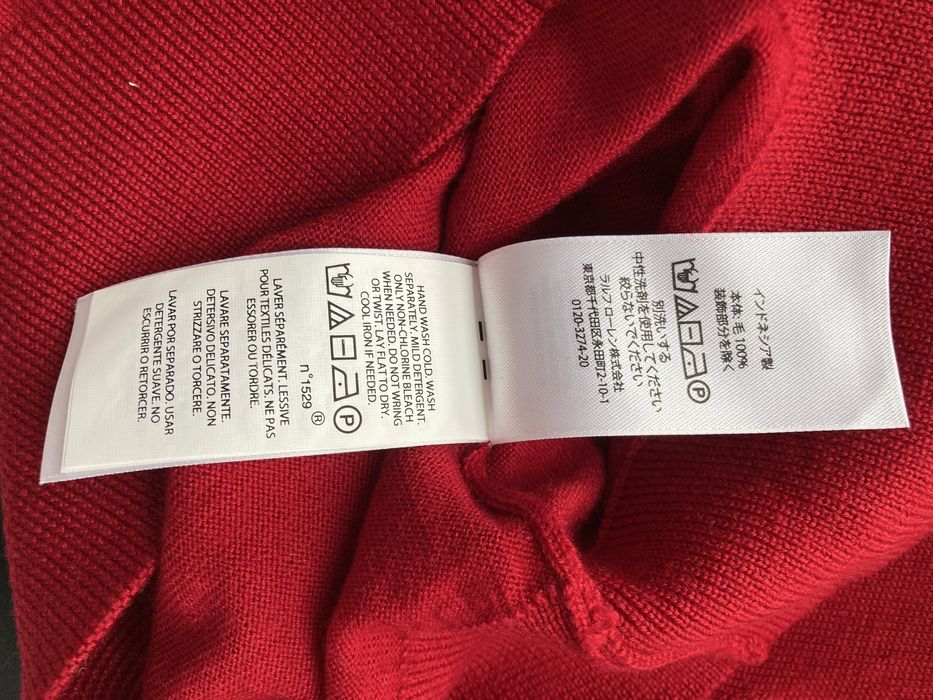 HAND WASH COLD WASH
SEPARATELY. MILD DETERGENT.
ONLY NON-CHLORINE BLEACH
WHEN NEEDED. DO NOT WRING
OR TWIST. LAY FLAT TO DRY.
COOL IRON IF NEEDED.
P
n°1529 ®
LAVER SÉPARÉMENT. LESSIVE
POUR TEXTILES DÉLICATS. NE PAS
ESSORER OU TORDRE.
LAVARE SEPARATAMENTE.
DETERSIVO DELICATO. NON
STRIZZARE O TORCERE.
LAVAR POR SEPARADO. USAR
DETERGENTE SUAVE. NO
ESCURRIR O RETORCER.
インドネシア製
本体: 毛 100%
装飾部分を除く
P
別洗いする
中性洗剤を使用してください
絞らないでください
ラルフ ローレン株式会社
東京都千代田区永田町2-10-1
0120-3274-20